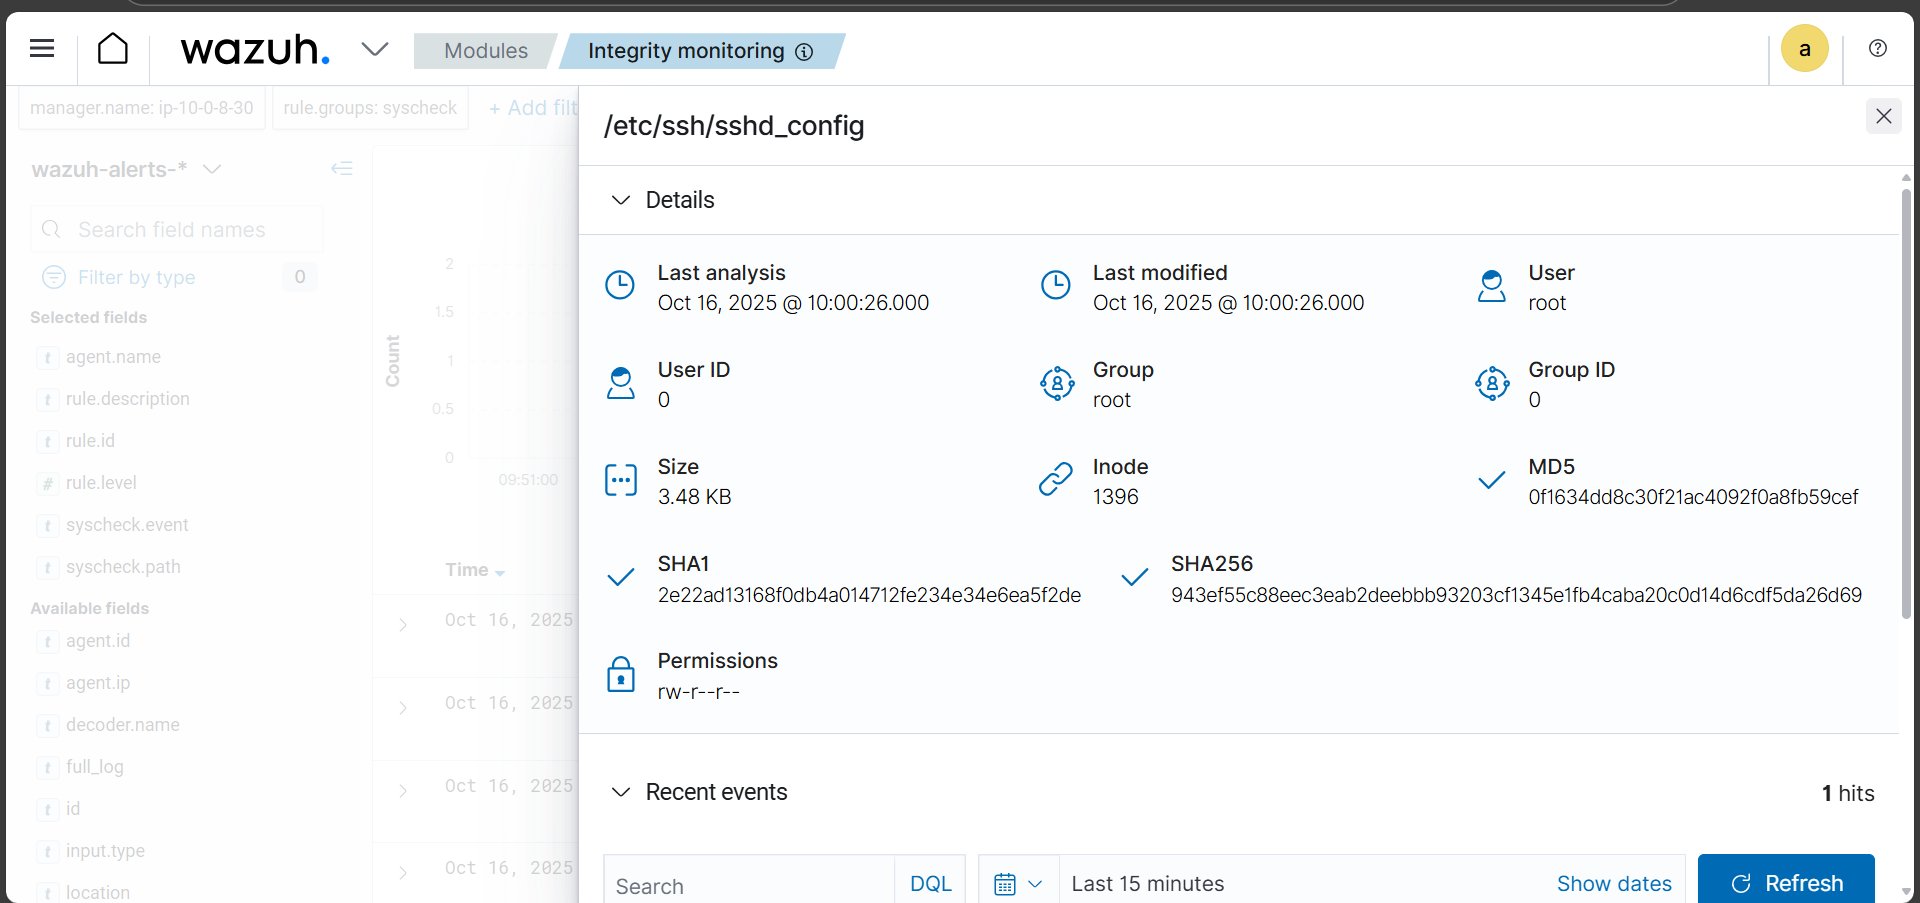 wazuh.
Modules
Integrity monitoring
a
manager.name: ip-10-0-8-30
rule.groups: syscheck
+ Add filt
wazuh-alerts-*
Search field names
Filter by type
0
Selected fields
t agent.name
t rule.description
t rule.id
# rule.level
t syscheck.event
t syscheck.path
Available fields
t agent.id
t agent.ip
t decoder.name
t full_log
t id
t input.type
t location
Count
2
1.5
1
0.5
0
09:51:00
Time
Oct 16, 2025
Oct 16, 2025
Oct 16, 2025
Oct 16, 2025
/etc/ssh/sshd_config
Details
Last analysis
Oct 16, 2025 @ 10:00:26.000
Last modified
Oct 16, 2025 @ 10:00:26.000
User
root
User ID
0
Group
root
Group ID
0
Size
3.48 KB
Inode
1396
MD5
0f1634dd8c30f21ac4092f0a8fb59cef
SHA1
2e22ad13168f0db4a014712fe234e34e6ea5f2de
SHA256
943ef55c88eec3eab2deebbb93203cf1345e1fb4caba20c0d14d6cdf5da26d69
Permissions
rw-r--r--
Recent events
1 hits
Search
DQL
Last 15 minutes
Show dates
Refresh